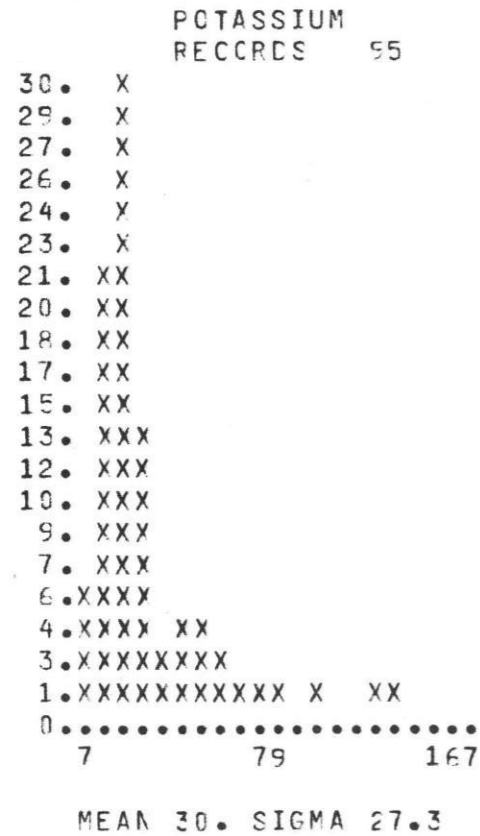 POTASSIUM
RECORDS 95
30. X
29. X
27. X
26. X
24. X
23. X
21. XX
20. XX
18. XX
17. XX
15. XX
13. XXX
12. XXX
10. XXX
9. XXX
7. XXX
6.XXXX
4.XXXX XX
3.XXXXXXXX
1.XXXXXXXXXXX X XX
0.....................
7 79 167
MEAN 30. SIGMA 27.3